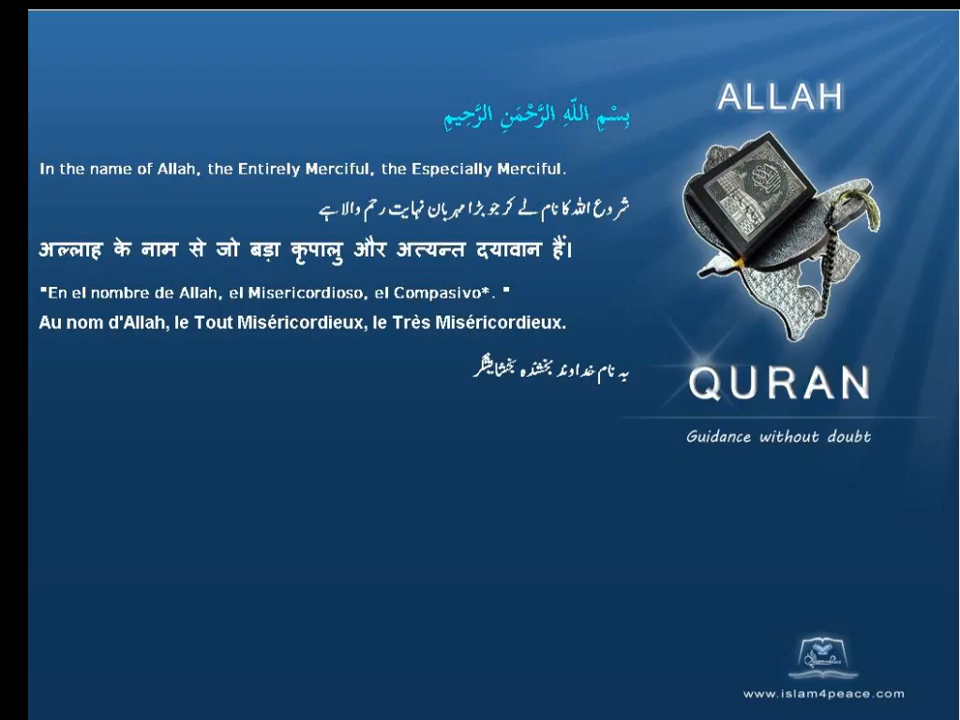 بِسْمِ اللّهِ الرَّحْمَنِ الرَّحِيمِ
In the name of Allah, the Entirely Merciful, the Especially Merciful.
شروع الله کا نام لے کر جو بڑا مہربان نہایت رحم والا ہے
अल्लाह के नाम से जो बड़ा कृपालु और अत्यन्त दयावान हैं।
"En el nombre de Allah, el Misericordioso, el Compasivo*. "
Au nom d'Allah, le Tout Miséricordieux, le Très Miséricordieux.
به نام خداوند بخشنده بخشایشگر
ALLAH
QURAN
Guidance without doubt
www.islam4peace.com